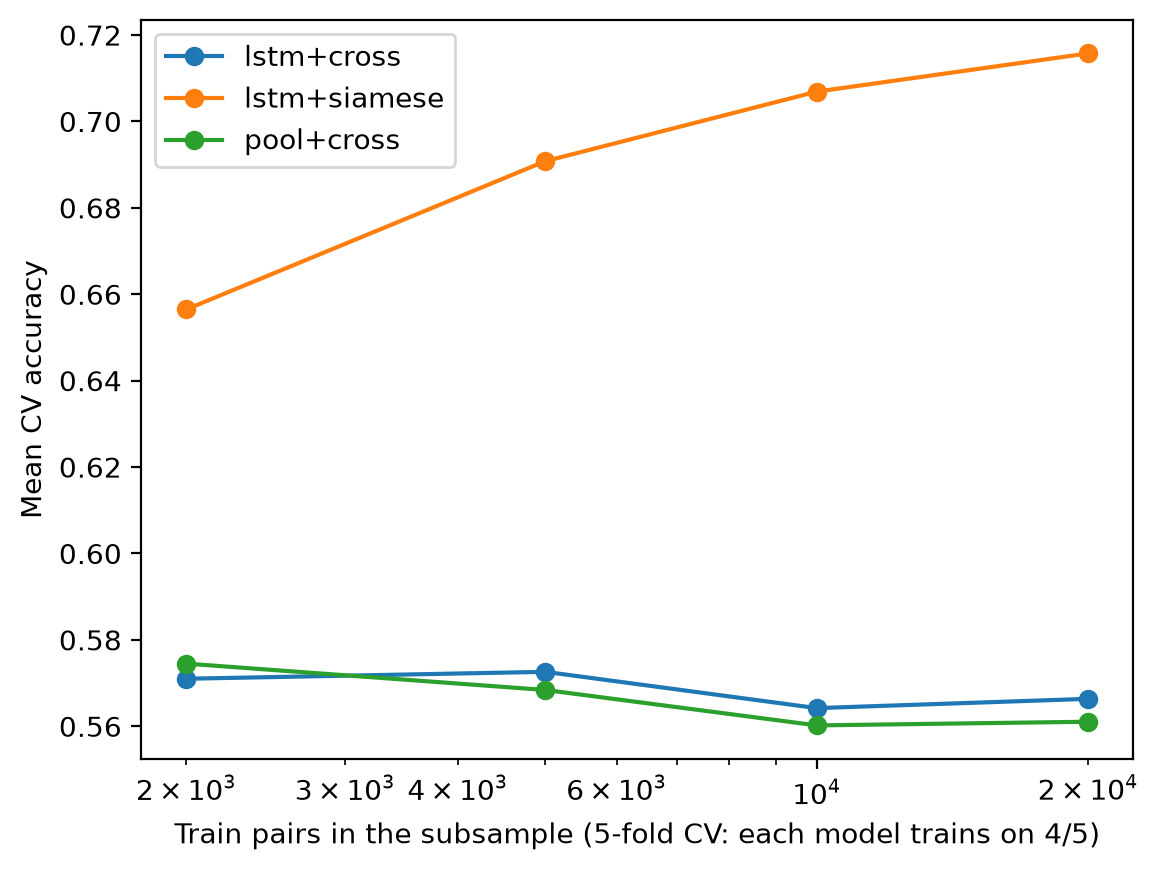 0.72
0.70
0.68
0.66
0.64
0.62
0.60
0.58
0.56
Mean CV accuracy
lstm+cross
lstm+siamese
pool+cross
2 × 10³
3 × 10³
4 × 10³
6 × 10³
10⁴
2 × 10⁴
Train pairs in the subsample (5-fold CV: each model trains on 4/5)